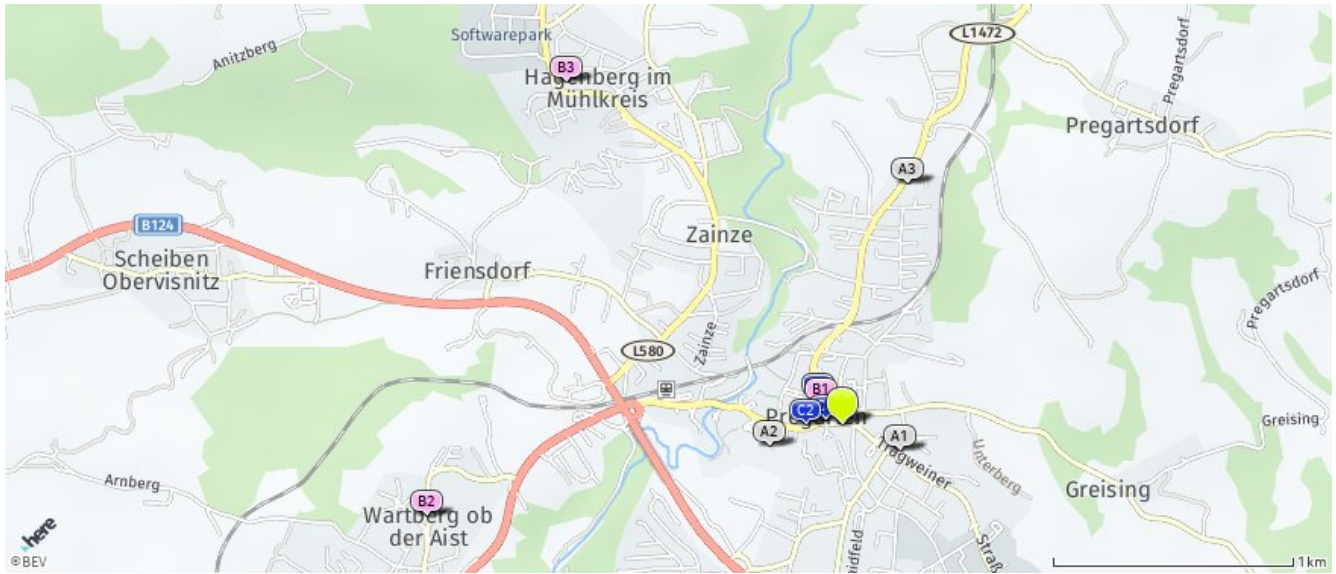 L1472
Softwarepark
Anitzberg
Pregartsdorf
B3
Hagenberg im
Mühlkreis
Pregartsdorf
A3
B124
Zainze
Scheiben
Obervisnitz
Friensdorf
Pregartsdorf
Zainze
L580
B1
C2
Pregarten
A2
A1
Greising
Tragweiner
Unterberg
Arnberg
Greising
B2
Wartberg ob
der Aist
here
©BEV
1km